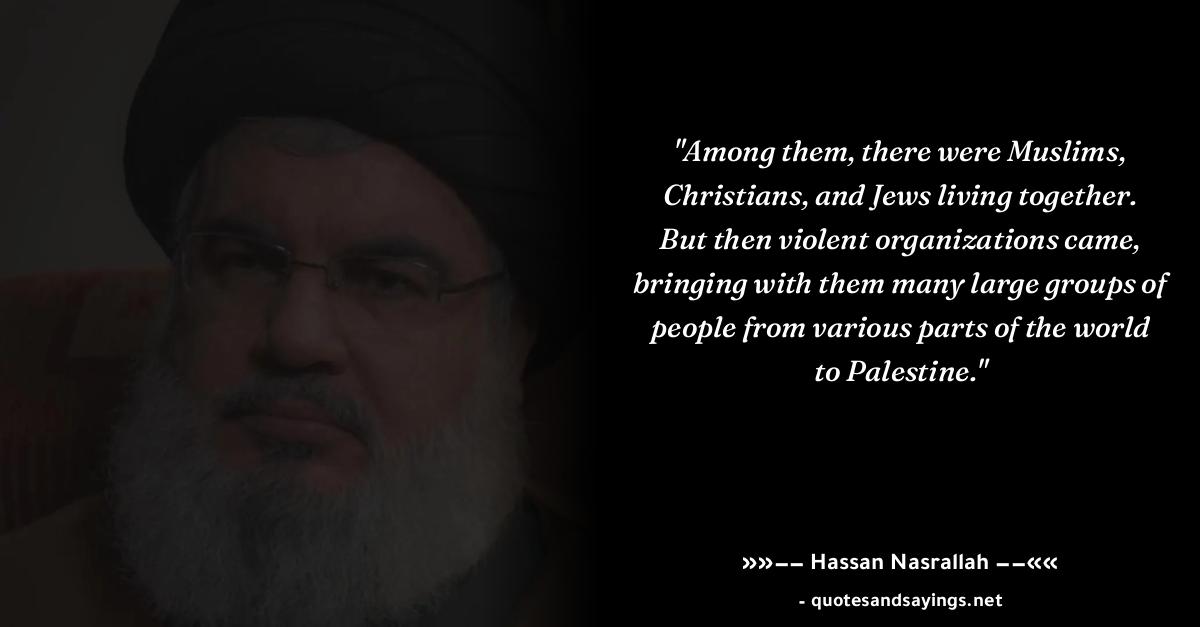 "Among them, there were Muslims,
Christians, and Jews living together.
But then violent organizations came,
bringing with them many large groups of
people from various parts of the world
to Palestine."
»»−− Hassan Nasrallah −−««
- quotesandsayings.net